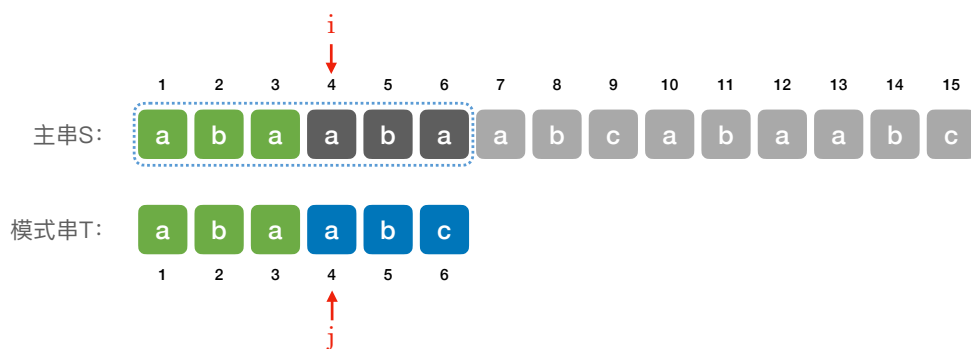 i
1 2 3 4 5 6 7 8 9 10 11 12 13 14 15
主串S: a b a a b a a b c a b a a b c
模式串T: a b a a b c
1 2 3 4 5 6
j